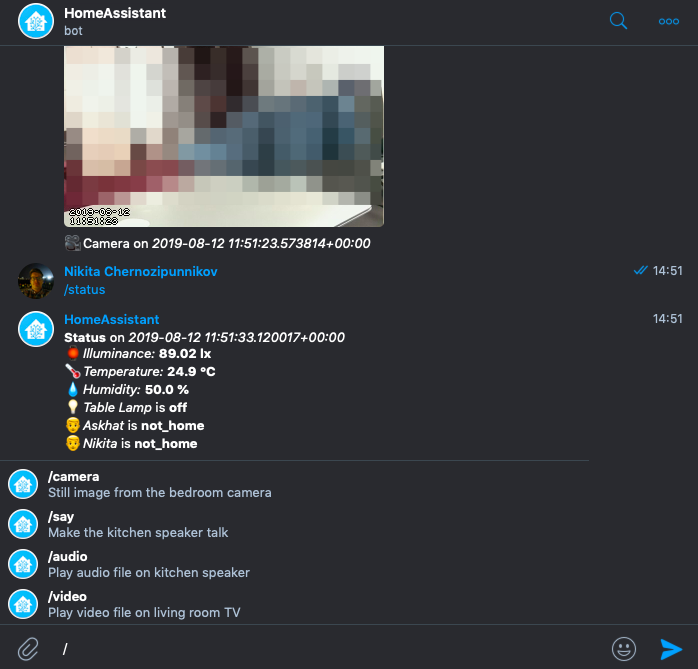 HomeAssistant
bot
2019-08-12
11:51:23
Camera on 2019-08-12 11:51:23.573814+00:00
Nikita Chernozipunnikov
14:51
/status
HomeAssistant
14:51
Status on 2019-08-12 11:51:33.120017+00:00
Illuminance: 89.02 lx
Temperature: 24.9 °C
Humidity: 50.0 %
Table Lamp is off
Askhat is not_home
Nikita is not_home
/camera
Still image from the bedroom camera
/say
Make the kitchen speaker talk
/audio
Play audio file on kitchen speaker
/video
Play video file on living room TV
/